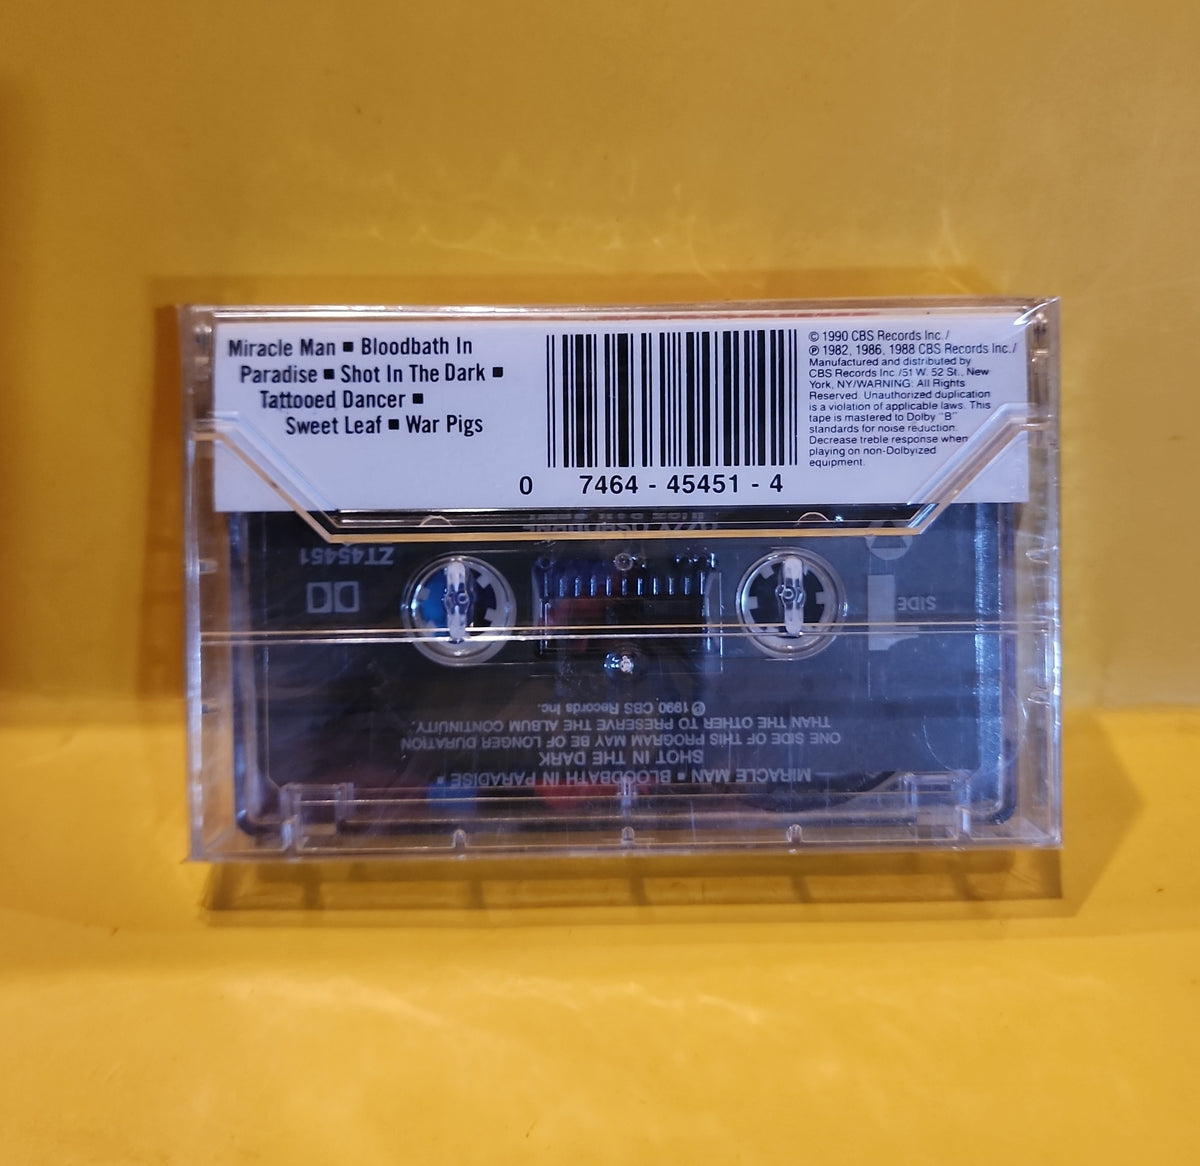 Miracle Man ■ Bloodbath In
Paradise ■ Shot In The Dark ■
Tattooed Dancer ■
Sweet Leaf ■ War Pigs
0 7464 - 45451 - 4
© 1990 CBS Records Inc./
℗ 1982, 1986, 1988 CBS Records Inc./
Manufactured and distributed by
CBS Records Inc./51 W. 52 St., New
York, NY/WARNING: All Rights
Reserved. Unauthorized duplication
is a violation of applicable laws. This
tape is mastered to Dolby "B"
standards for noise reduction.
Decrease treble response when
playing on non-Dolbyized
equipment.
ZT45451
SIDE 1
© 1990 CBS Records Inc.
ONE SIDE OF THIS PROGRAM MAY BE OF LONGER DURATION
THAN THE OTHER TO PRESERVE THE ALBUM CONTINUITY.
MIRACLE MAN ■ BLOODBATH IN PARADISE ■
SHOT IN THE DARK